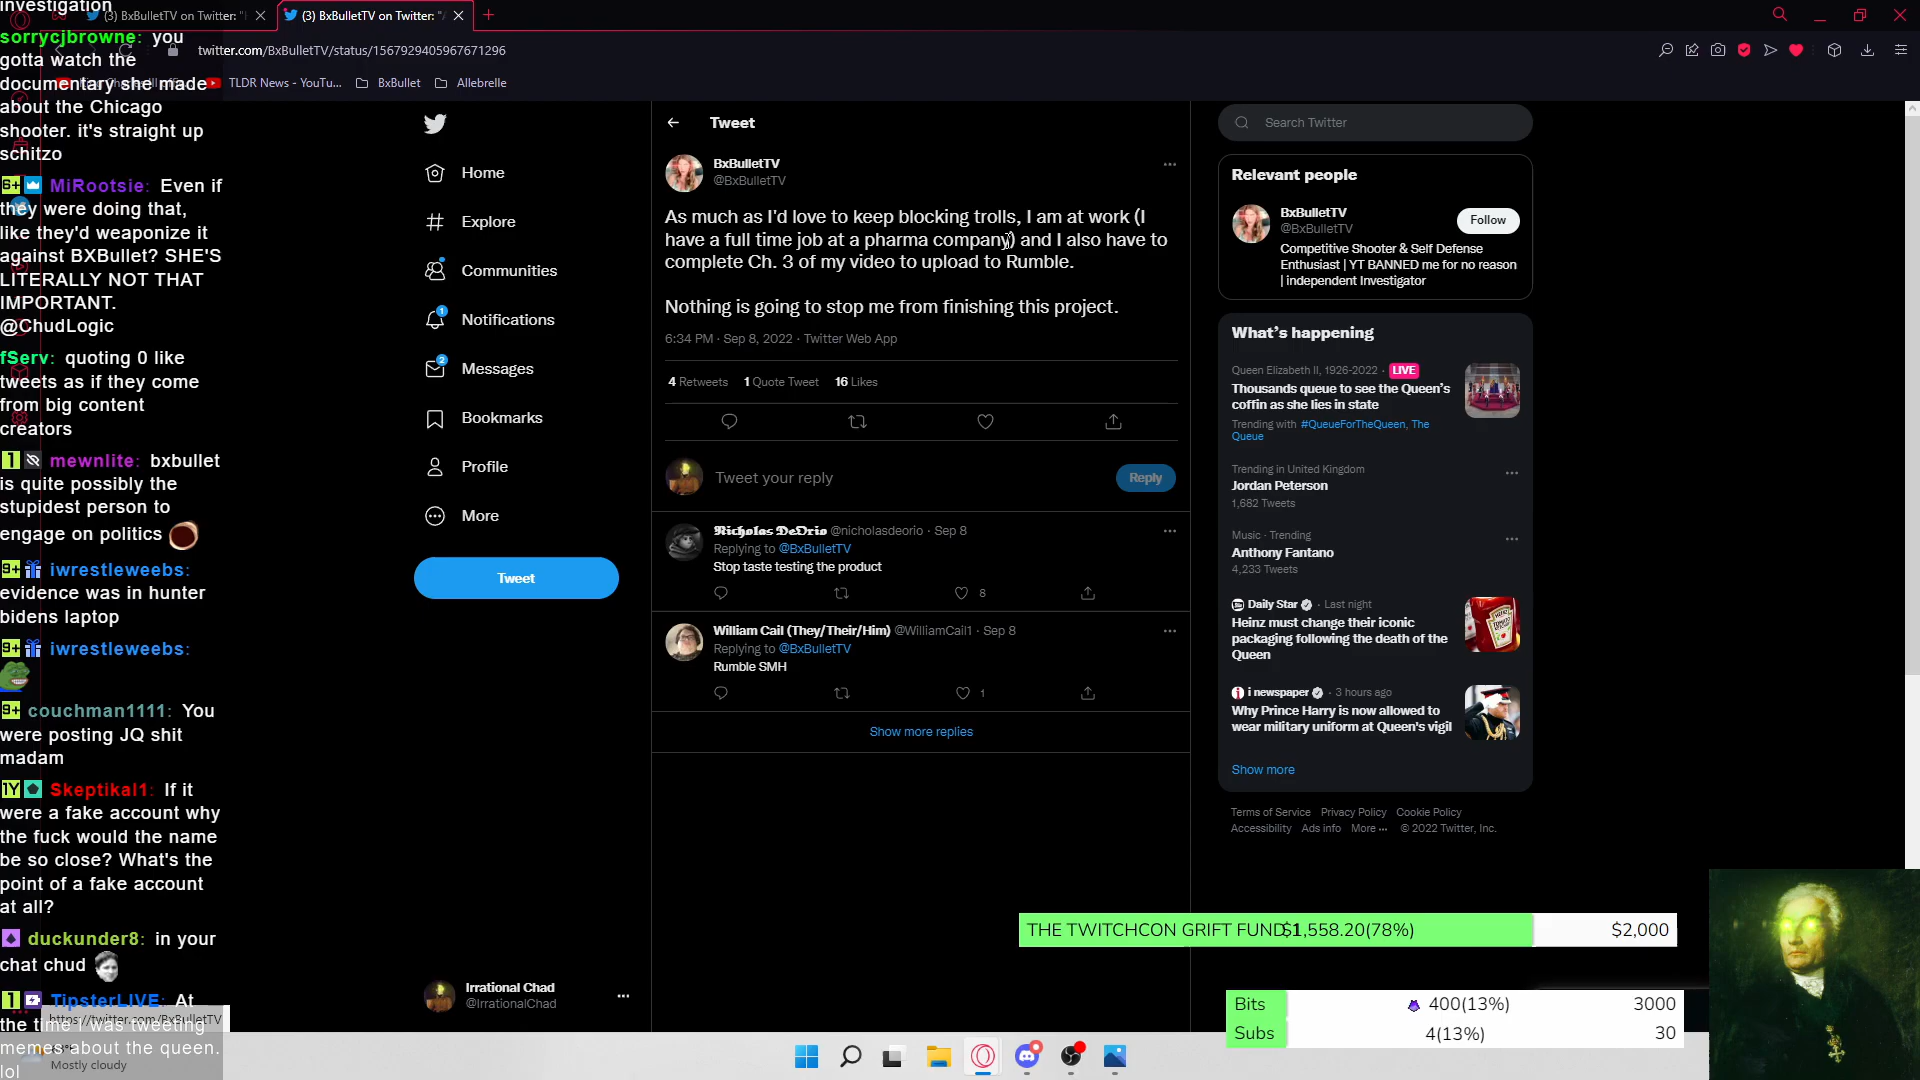 investigation
sorrycjbrowne: you
gotta watch the
documentary she made
about the Chicago
shooter. it's straight up
schitzo
6+ MiRootsie: Even if
they were doing that,
like they'd weaponize it
against BXBullet? SHE'S
LITERALLY NOT THAT
IMPORTANT.
@ChudLogic
fServ: quoting 0 like
tweets as if they come
from big content
creators
1 mewnlite: bxbullet
is quite possibly the
stupidest person to
engage on politics
9+ iwrestleweebs:
evidence was in hunter
bidens laptop
9+ iwrestleweebs:
9+ couchman1111: You
were posting JQ shit
madam
1Y Skeptikal1: If it
were a fake account why
the fuck would the name
be so close? What's the
point of a fake account
at all?
duckunder8: in your
chat chud
1 TipsterLIVE: At
the time i was tweeting
memes about the queen.
lol
https://twitter.com/BxBulletTV
Mostly cloudy
(3) BxBulletTV on Twitter: "
(3) BxBulletTV on Twitter: "
twitter.com/BxBulletTV/status/1567929405967671296
TLDR News - YouTu...
BxBullet
Allebrelle
Home
Explore
Communities
1
Notifications
2
Messages
Bookmarks
Profile
More
Tweet
Irrational Chad
@IrrationalChad
Tweet
BxBulletTV
@BxBulletTV
As much as I'd love to keep blocking trolls, I am at work (I
have a full time job at a pharma company) and I also have to
complete Ch. 3 of my video to upload to Rumble.
Nothing is going to stop me from finishing this project.
6:34 PM · Sep 8, 2022 · Twitter Web App
4 Retweets 1 Quote Tweet 16 Likes
Tweet your reply
Reply
Nicholas DeOrio @nicholasdeorio · Sep 8
Replying to @BxBulletTV
Stop taste testing the product
8
William Cail (They/Their/Him) @WilliamCail1 · Sep 8
Replying to @BxBulletTV
Rumble SMH
1
Show more replies
Search Twitter
Relevant people
BxBulletTV
@BxBulletTV
Follow
Competitive Shooter & Self Defense
Enthusiast | YT BANNED me for no reason
| independent Investigator
What's happening
Queen Elizabeth II, 1926-2022 · LIVE
Thousands queue to see the Queen's
coffin as she lies in state
Trending with #QueueForTheQueen, The
Queue
Trending in United Kingdom
Jordan Peterson
1,682 Tweets
Music · Trending
Anthony Fantano
4,233 Tweets
Daily Star · Last night
Heinz must change their iconic
packaging following the death of the
Queen
i newspaper · 3 hours ago
Why Prince Harry is now allowed to
wear military uniform at Queen's vigil
Show more
Terms of Service Privacy Policy Cookie Policy
Accessibility Ads info More ··· © 2022 Twitter, Inc.
THE TWITCHCON GRIFT FUND $1,558.20(78%) $2,000
Bits 400(13%) 3000
Subs 4(13%) 30